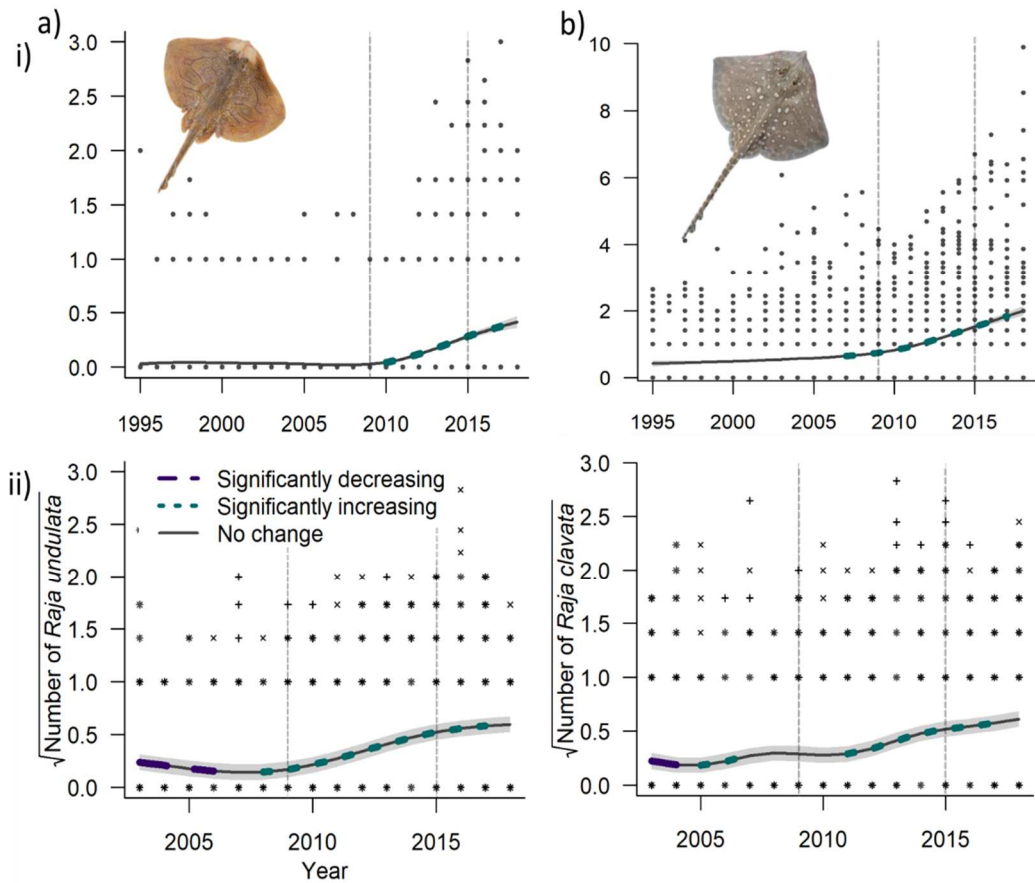 a)
b)
i)
3.0
2.5
2.0
1.5
1.0
0.5
0.0
1995 2000 2005 2010 2015
10
8
6
4
2
0
1995 2000 2005 2010 2015
ii)
3.0
2.5
2.0
1.5
1.0
0.5
0.0
√Number of Raja undulata
Significantly decreasing
Significantly increasing
No change
2005 2010 2015
Year
3.0
2.5
2.0
1.5
1.0
0.5
0.0
√Number of Raja clavata
2005 2010 2015